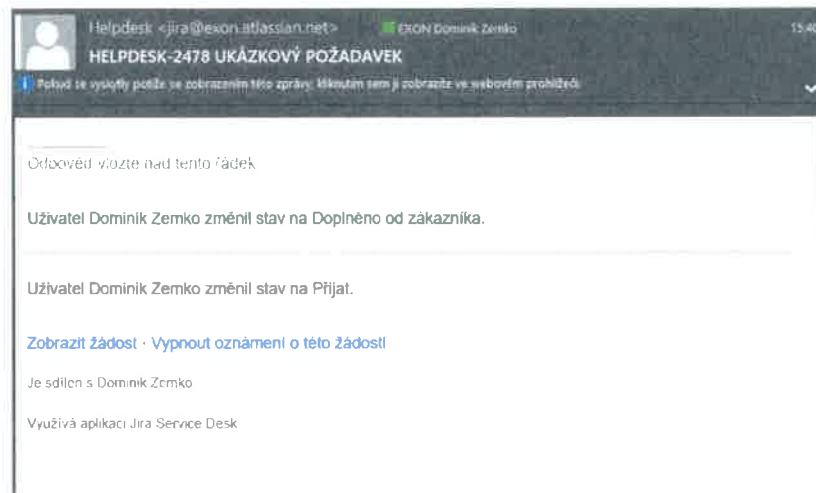 Helpdesk <jira@exon.atlassian.net> EXON Dominik Zemko 15:40
HELPDESK-2478 UKÁZKOVÝ POŽADAVEK
Pokud se vyskytly potíže se zobrazením této zprávy, kliknutím sem ji zobrazíte ve webovém prohlížeči.
Odpověď vložte nad tento řádek
Uživatel Dominik Zemko změnil stav na Doplněno od zákazníka.
Uživatel Dominik Zemko změnil stav na Přijat.
Zobrazit žádost · Vypnout oznámení o této žádosti
Je sdílen s Dominik Zemko
Využívá aplikaci Jira Service Desk